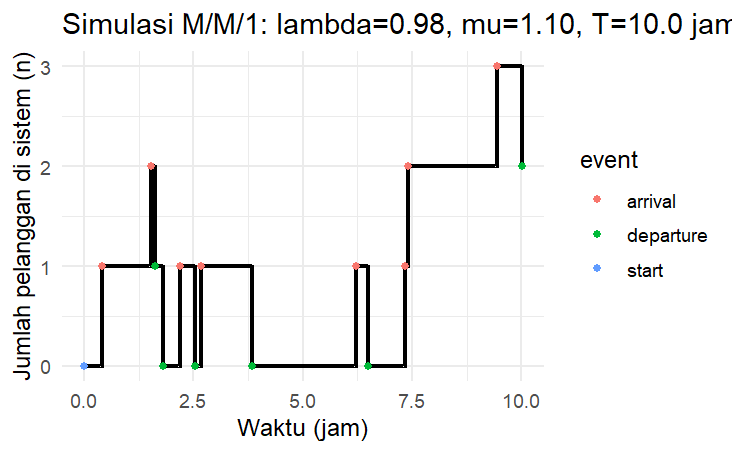 Simulasi M/M/1: lambda=0.98, mu=1.10, T=10.0 jam
Jumlah pelanggan di sistem (n)
3
2
1
0
0.0 2.5 5.0 7.5 10.0
Waktu (jam)
event
arrival
departure
start